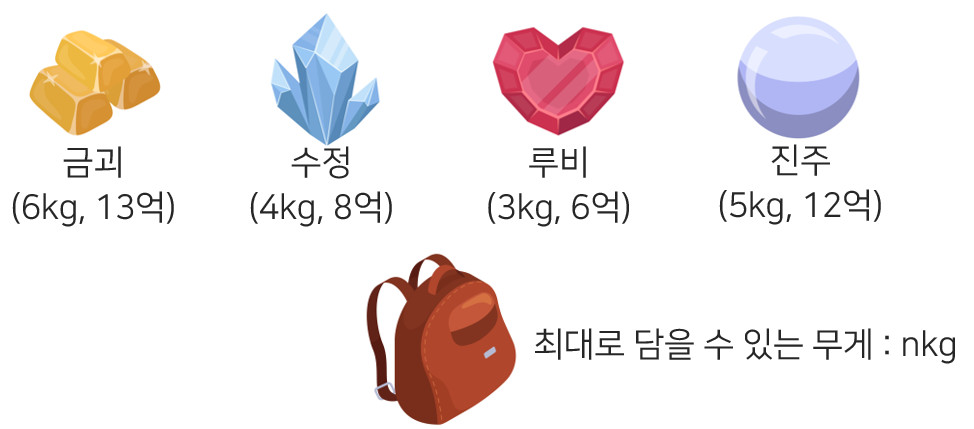 금괴
(6kg, 13억)
수정
(4kg, 8억)
루비
(3kg, 6억)
진주
(5kg, 12억)
최대로 담을 수 있는 무게 : nkg